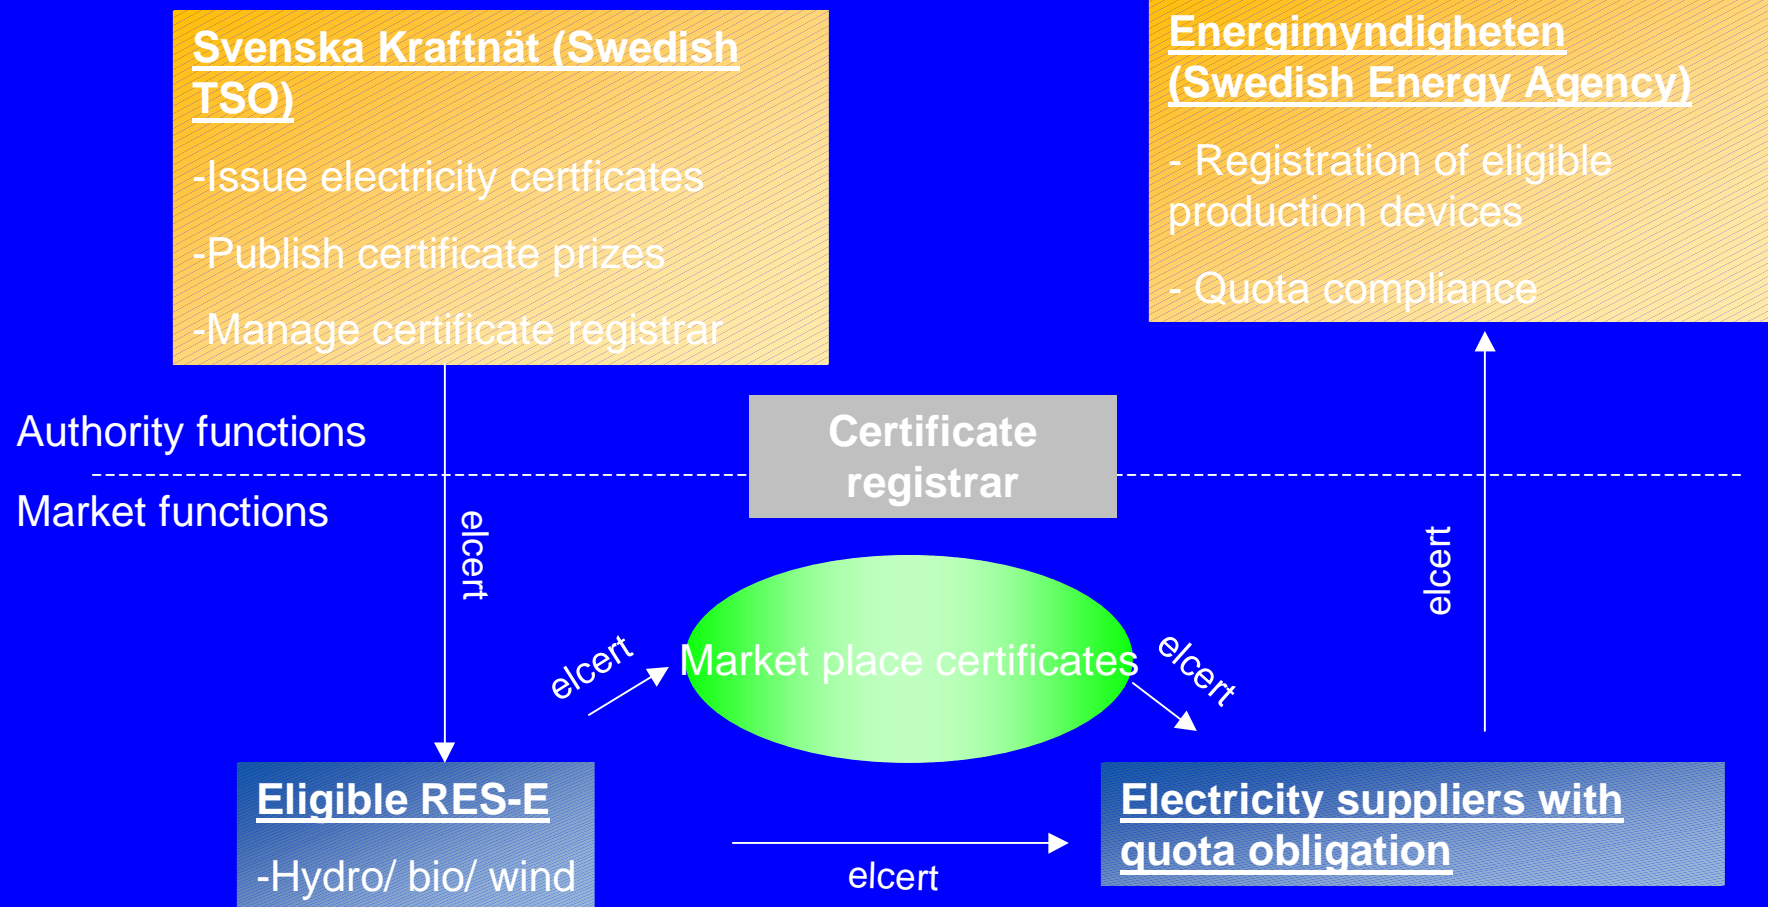 Svenska Kraftnät (Swedish
TSO)
-Issue electricity certficates
-Publish certificate prizes
-Manage certificate registrar
Energimyndigheten
(Swedish Energy Agency)
- Registration of eligible
production devices
- Quota compliance
Authority functions
Certificate
registrar
Market functions
elcert
elcert
elcert
Market place certificates
elcert
Eligible RES-E
-Hydro/ bio/ wind
elcert
Electricity suppliers with
quota obligation